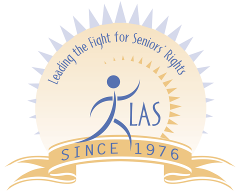 Leading the Fight for Seniors' Rights
LAS
SINCE 1976